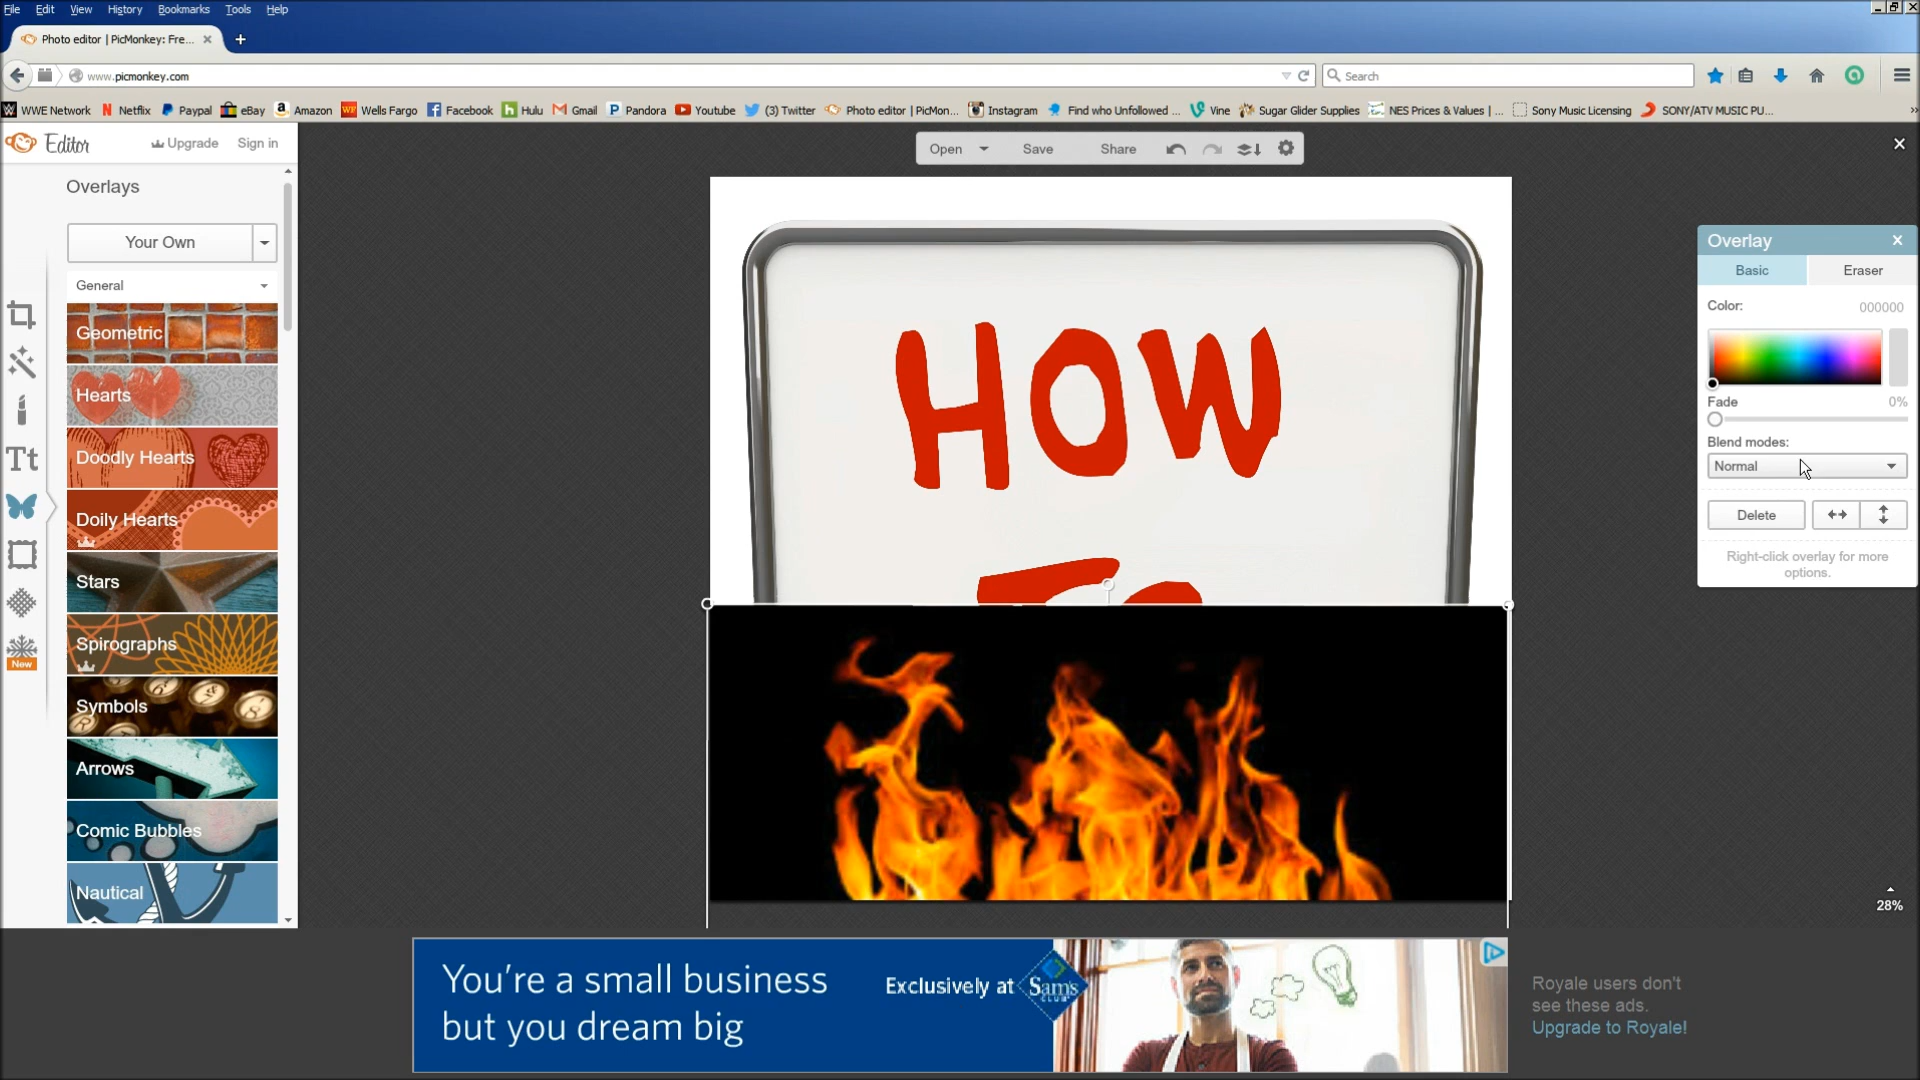 File Edit View History Bookmarks Tools Help
Photo editor | PicMonkey: Fre...
www.picmonkey.com
Search
WWE Network Netflix Paypal eBay Amazon Wells Fargo Facebook Hulu Gmail Pandora Youtube (3) Twitter Photo editor | PicMon... Instagram Find who Unfollowed ... Vine Sugar Glider Supplies NES Prices & Values | ... Sony Music Licensing SONY/ATV MUSIC PU...
Editor Upgrade Sign in
Open Save Share
Overlays
Your Own
General
Geometric
Hearts
Doodly Hearts
Doily Hearts
Stars
Spirographs
Symbols
Arrows
Comic Bubbles
Nautical
Tt
New
HOW
Overlay
Basic Eraser
Color: 000000
Fade 0%
Blend modes:
Normal
Delete
Right-click overlay for more
options.
28%
You're a small business
but you dream big
Exclusively at Sam's
CLUB
Royale users don't
see these ads.
Upgrade to Royale!